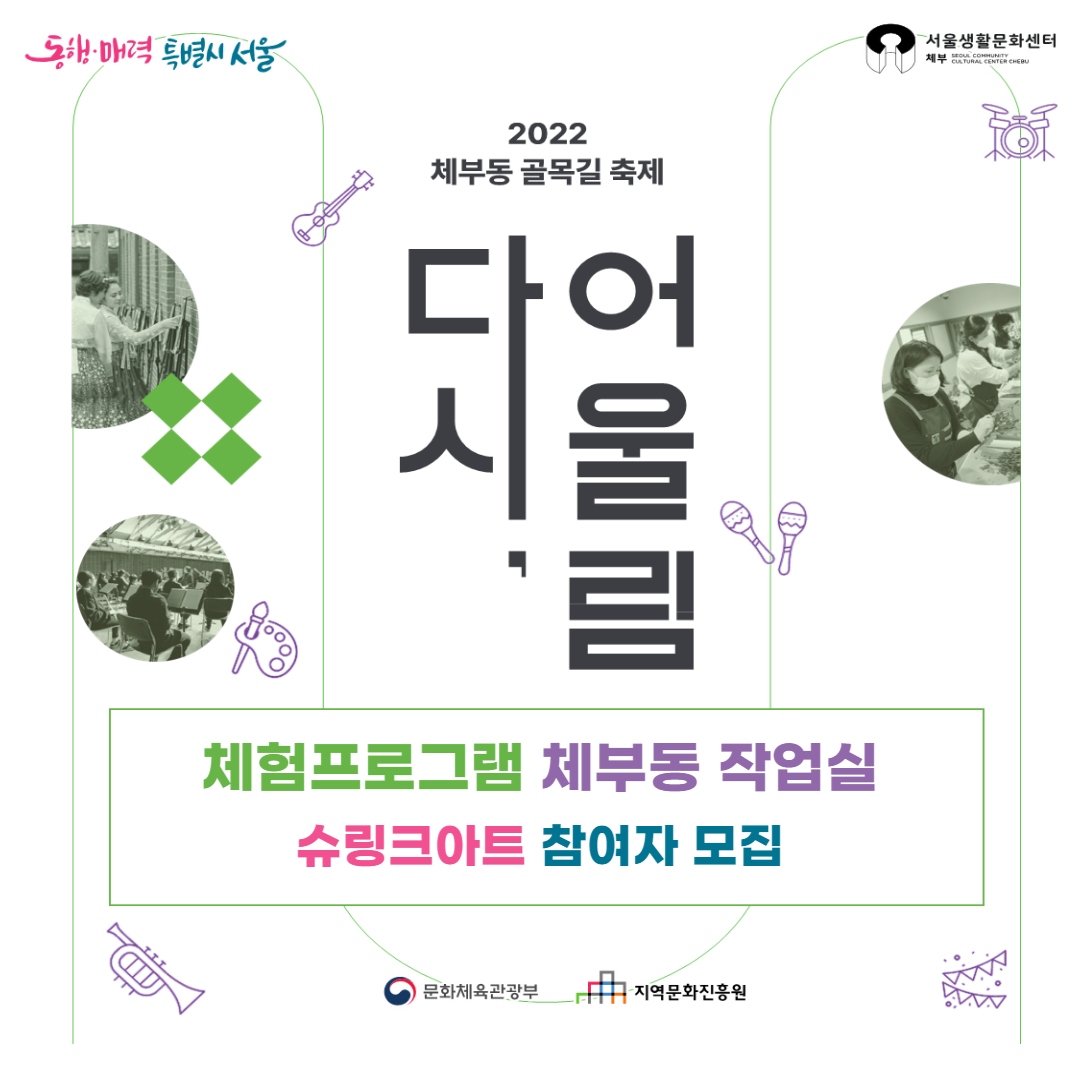 동행·매력 특별시 서울
서울생활문화센터
체부 SEOUL COMMUNITY
CULTURAL CENTER CHEBU
2022
체부동 골목길 축제
다시,
어울림
체험프로그램 체부동 작업실
슈링크아트 참여자 모집
문화체육관광부
지역문화진흥원